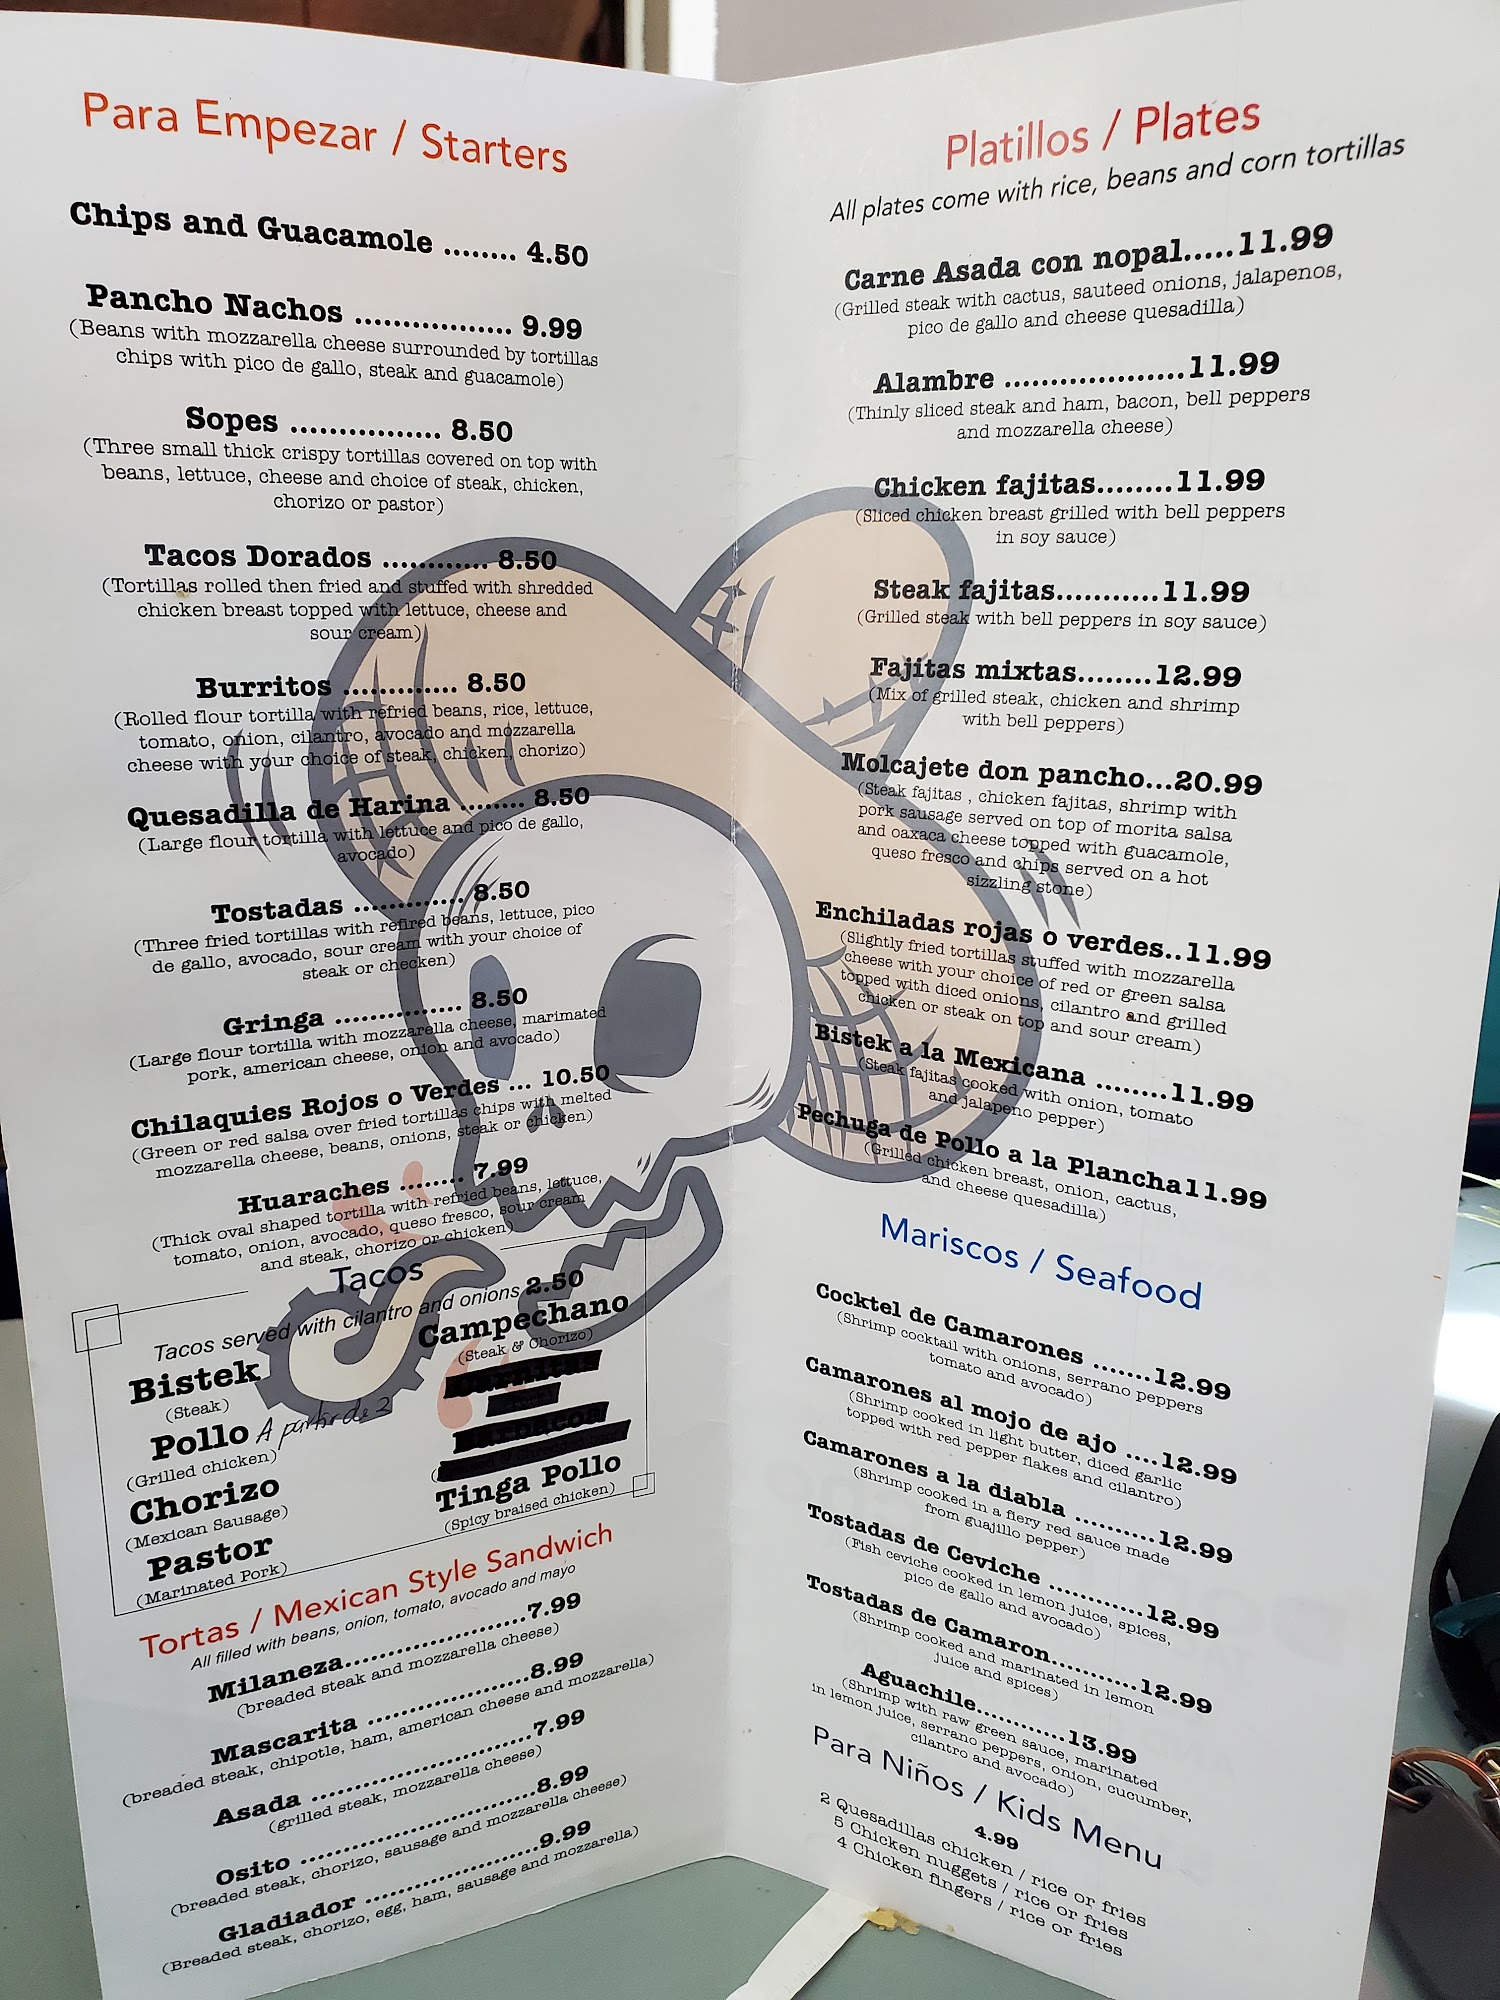 Para Empezar / Starters
Chips and Guacamole ........ 4.50
Pancho Nachos ................. 9.99
(Beans with mozzarella cheese surrounded by tortillas
chips with pico de gallo, steak and guacamole)
Sopes ................ 8.50
(Three small thick crispy tortillas covered on top with
beans, lettuce, cheese and choice of steak, chicken,
chorizo or pastor)
Tacos Dorados ............ 8.50
(Tortillas rolled then fried and stuffed with shredded
chicken breast topped with lettuce, cheese and
sour cream)
Burritos ............. 8.50
(Rolled flour tortilla with refried beans, rice, lettuce,
tomato, onion, cilantro, avocado and mozzarella
cheese with your choice of steak, chicken, chorizo)
Quesadilla de Harina ........ 8.50
(Large flour tortilla with lettuce and pico de gallo,
avocado)
Tostadas ............. 8.50
(Three fried tortillas with refired beans, lettuce, pico
de gallo, avocado, sour cream with your choice of
steak or checken)
Gringa ............... 8.50
(Large flour tortilla with mozzarella cheese, marimated
pork, american cheese, onion and avocado)
Chilaquies Rojos o Verdes ... 10.50
(Green or red salsa over fried tortillas chips with melted
mozzarella cheese, beans, onions, steak or chicken)
Huaraches ........ 7.99
(Thick oval shaped tortilla with refried beans, lettuce,
tomato, onion, avocado, queso fresco, sour cream
and steak, chorizo or chicken)
Tacos
Tacos served with cilantro and onions 2.50
Bistek
(Steak)
Pollo A partir de 2
(Grilled chicken)
Chorizo
(Mexican Sausage)
Pastor
(Marinated Pork)
Campechano
(Steak & Chorizo)
Tinga Pollo
(Spicy braised chicken)
Tortas / Mexican Style Sandwich
All filled with beans, onion, tomato, avocado and mayo
Milaneza.......................7.99
(breaded steak and mozzarella cheese)
Mascarita ....................8.99
(breaded steak, chipotle, ham, american cheese and mozzarella)
Asada ...........................7.99
(grilled steak, mozzarella cheese)
Osito .............................8.99
(breaded steak, chorizo, sausage and mozzarella cheese)
Gladiador .....................9.99
(Breaded steak, chorizo, egg, ham, sausage and mozzarella)
Platillos / Plates
All plates come with rice, beans and corn tortillas
Carne Asada con nopal.....11.99
(Grilled steak with cactus, sauteed onions, jalapenos,
pico de gallo and cheese quesadilla)
Alambre ...................11.99
(Thinly sliced steak and ham, bacon, bell peppers
and mozzarella cheese)
Chicken fajitas........11.99
(Sliced chicken breast grilled with bell peppers
in soy sauce)
Steak fajitas...........11.99
(Grilled steak with bell peppers in soy sauce)
Fajitas mixtas........12.99
(Mix of grilled steak, chicken and shrimp
with bell peppers)
Molcajete don pancho...20.99
(Steak fajitas , chicken fajitas, shrimp with
pork sausage served on top of morita salsa
and oaxaca cheese topped with guacamole,
queso fresco and chips served on a hot
sizzling stone)
Enchiladas rojas o verdes..11.99
(Slightly fried tortillas stuffed with mozzarella
cheese with your choice of red or green salsa
topped with diced onions, cilantro and grilled
chicken or steak on top and sour cream)
Bistek a la Mexicana ........11.99
(Steak fajitas cooked with onion, tomato
and jalapeno pepper)
Pechuga de Pollo a la Plancha11.99
(Grilled chicken breast, onion, cactus,
and cheese quesadilla)
Mariscos / Seafood
Cocktel de Camarones .......12.99
(Shrimp cocktail with onions, serrano peppers
tomato and avocado)
Camarones al mojo de ajo ....12.99
(Shrimp cooked in light butter, diced garlic
topped with red pepper flakes and cilantro)
Camarones a la diabla ..........12.99
(Shrimp cooked in a fiery red sauce made
from guajillo pepper)
Tostadas de Ceviche ............12.99
(Fish ceviche cooked in lemon juice, spices,
pico de gallo and avocado)
Tostadas de Camaron...........12.99
(Shrimp cooked and marinated in lemon
juice and spices)
Aguachile............13.99
(Shrimp with raw green sauce, marinated
in lemon juice, serrano peppers, onion, cucumber,
cilantro and avocado)
Para Niños / Kids Menu
4.99
2 Quesadillas chicken / rice or fries
5 Chicken nuggets / rice or fries
4 Chicken fingers / rice or fries